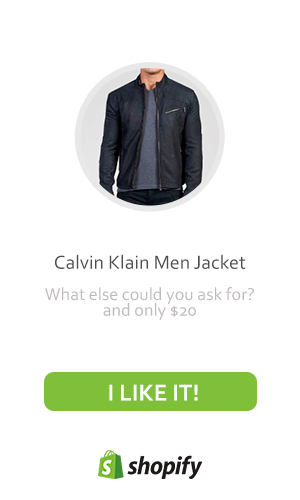 Calvin Klain Men Jacket
What else could you ask for?
and only $20
I LIKE IT!
shopify